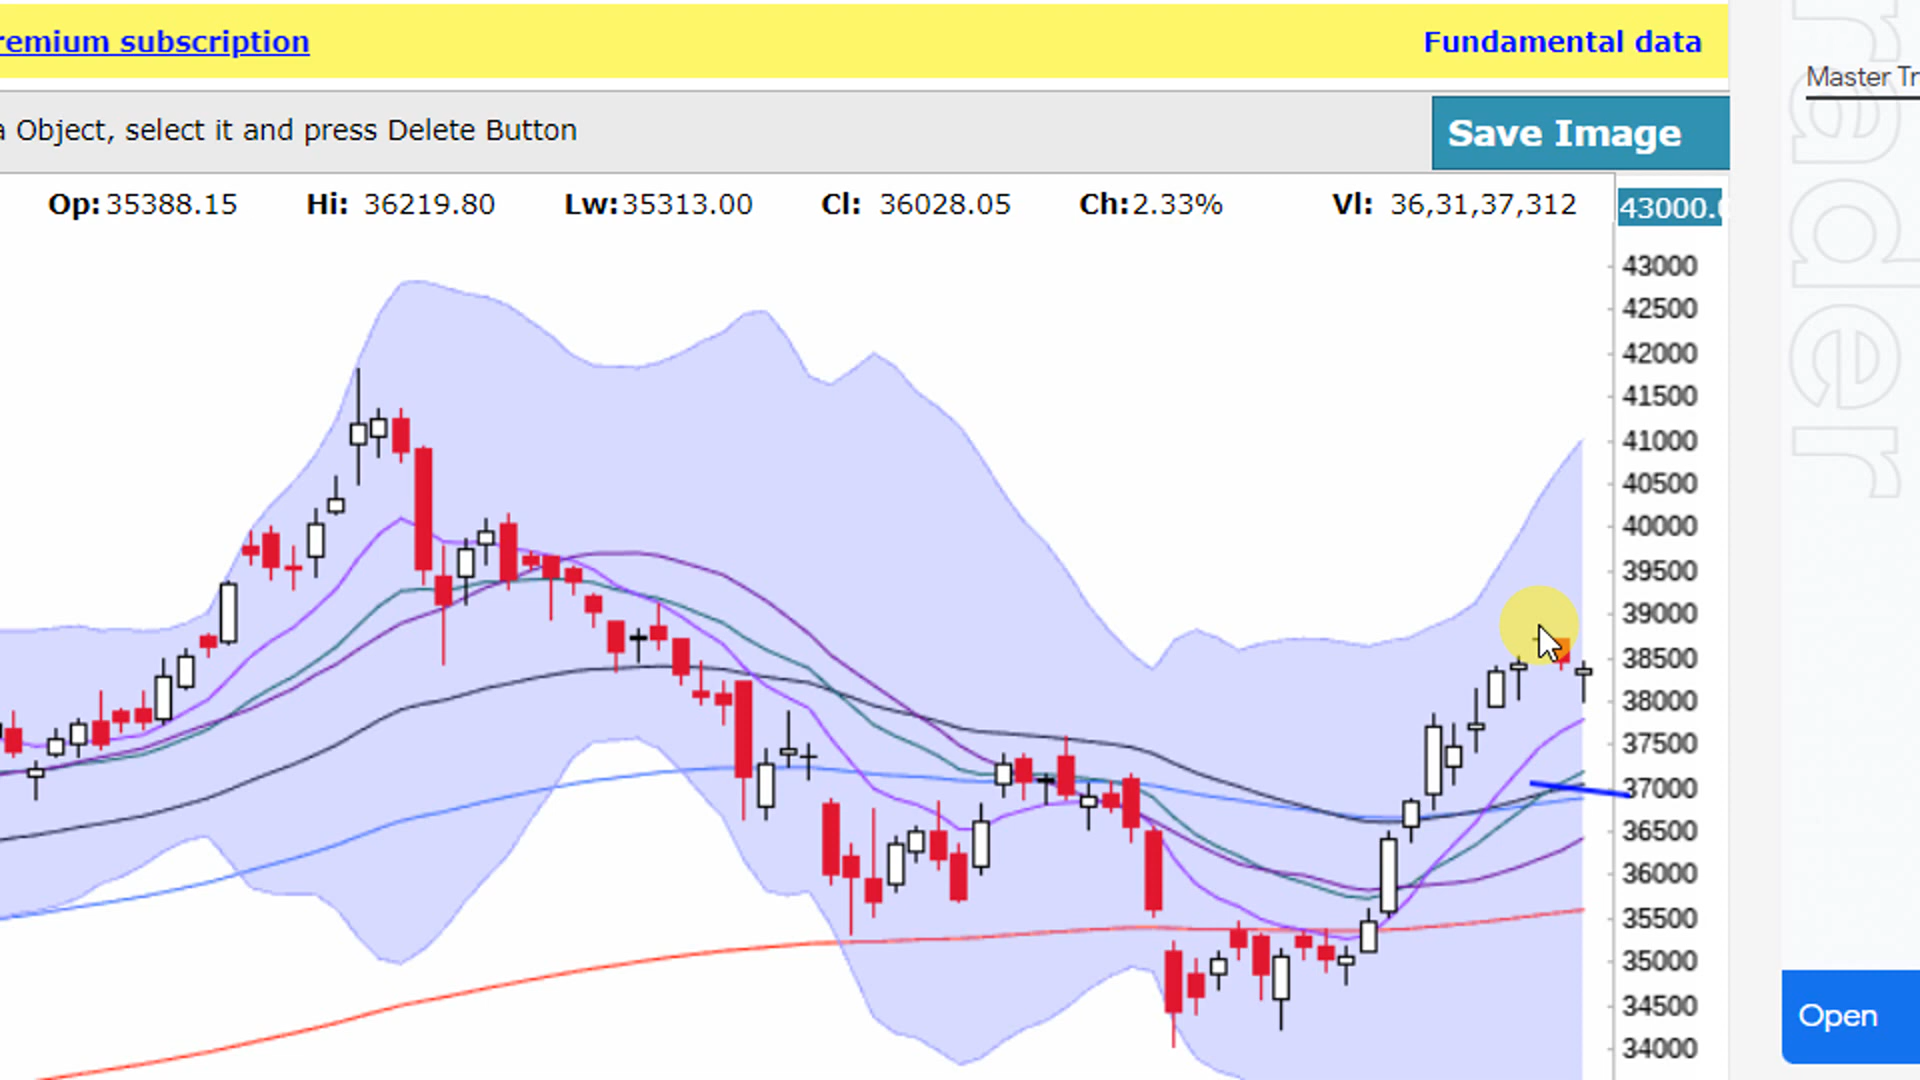 remium subscription
Fundamental data
Master Tr
a Object, select it and press Delete Button
Save Image
Op: 35388.15 Hi: 36219.80 Lw: 35313.00 Cl: 36028.05 Ch: 2.33% Vl: 36,31,37,312
43000.
43000
42500
42000
41500
41000
40500
40000
39500
39000
38500
38000
37500
37000
36500
36000
35500
35000
34500
34000
rader
Open